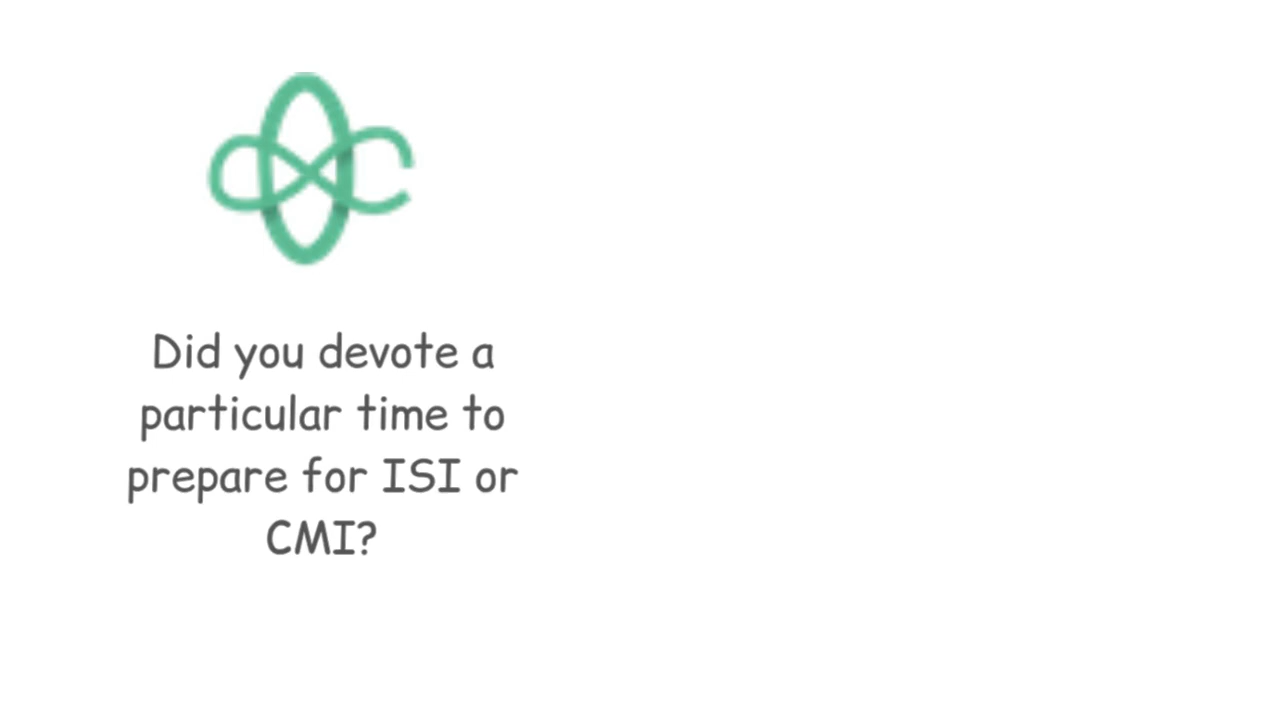 Did you devote a
particular time to
prepare for ISI or
CMI?